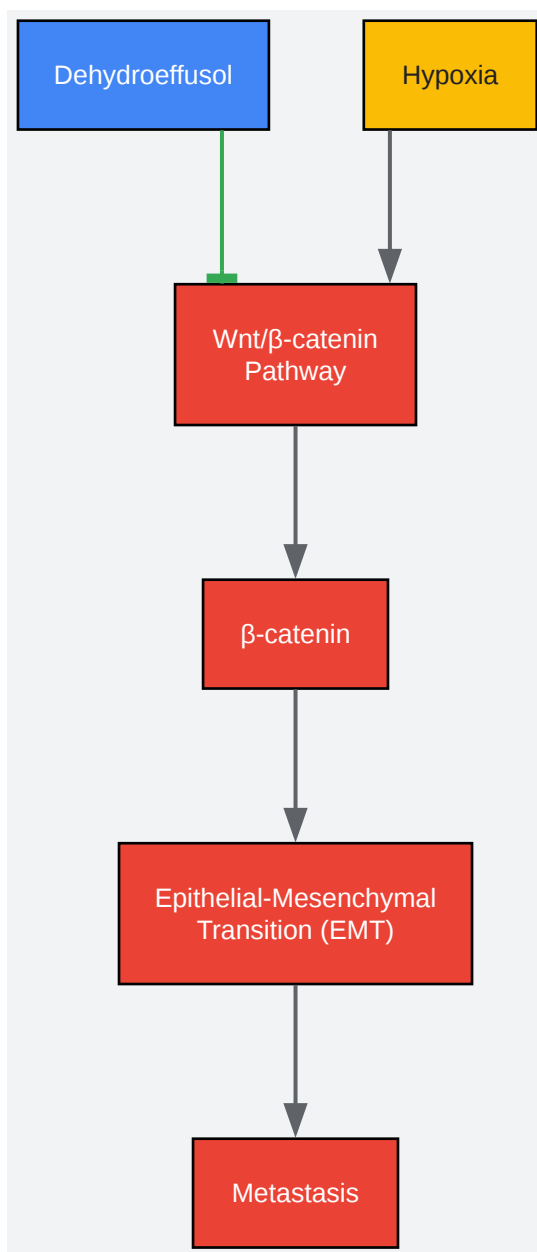 Dehydroeffusol
Hypoxia
Wnt/β-catenin
Pathway
β-catenin
Epithelial-Mesenchymal
Transition (EMT)
Metastasis